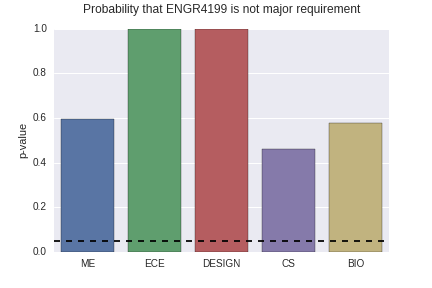 Probability that ENGR4199 is not major requirement
1.0
0.8
0.6
0.4
0.2
0.0
p-value
ME ECE DESIGN CS BIO